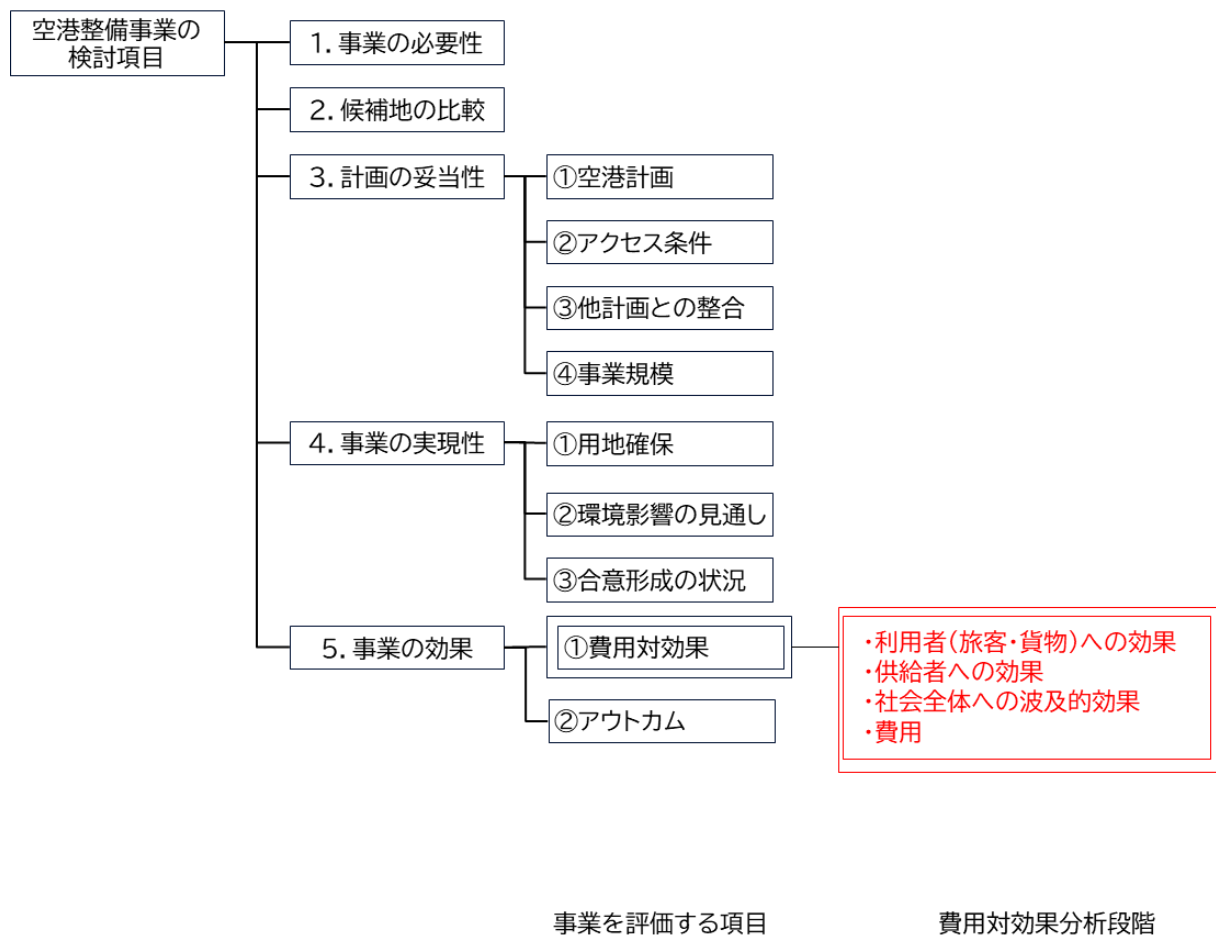 空港整備事業の
検討項目
1．事業の必要性
2．候補地の比較
3．計画の妥当性
①空港計画
②アクセス条件
③他計画との整合
④事業規模
4．事業の実現性
①用地確保
②環境影響の見通し
③合意形成の状況
5．事業の効果
①費用対効果
②アウトカム
・利用者（旅客・貨物）への効果
・供給者への効果
・社会全体への波及的効果
・費用
事業を評価する項目
費用対効果分析段階